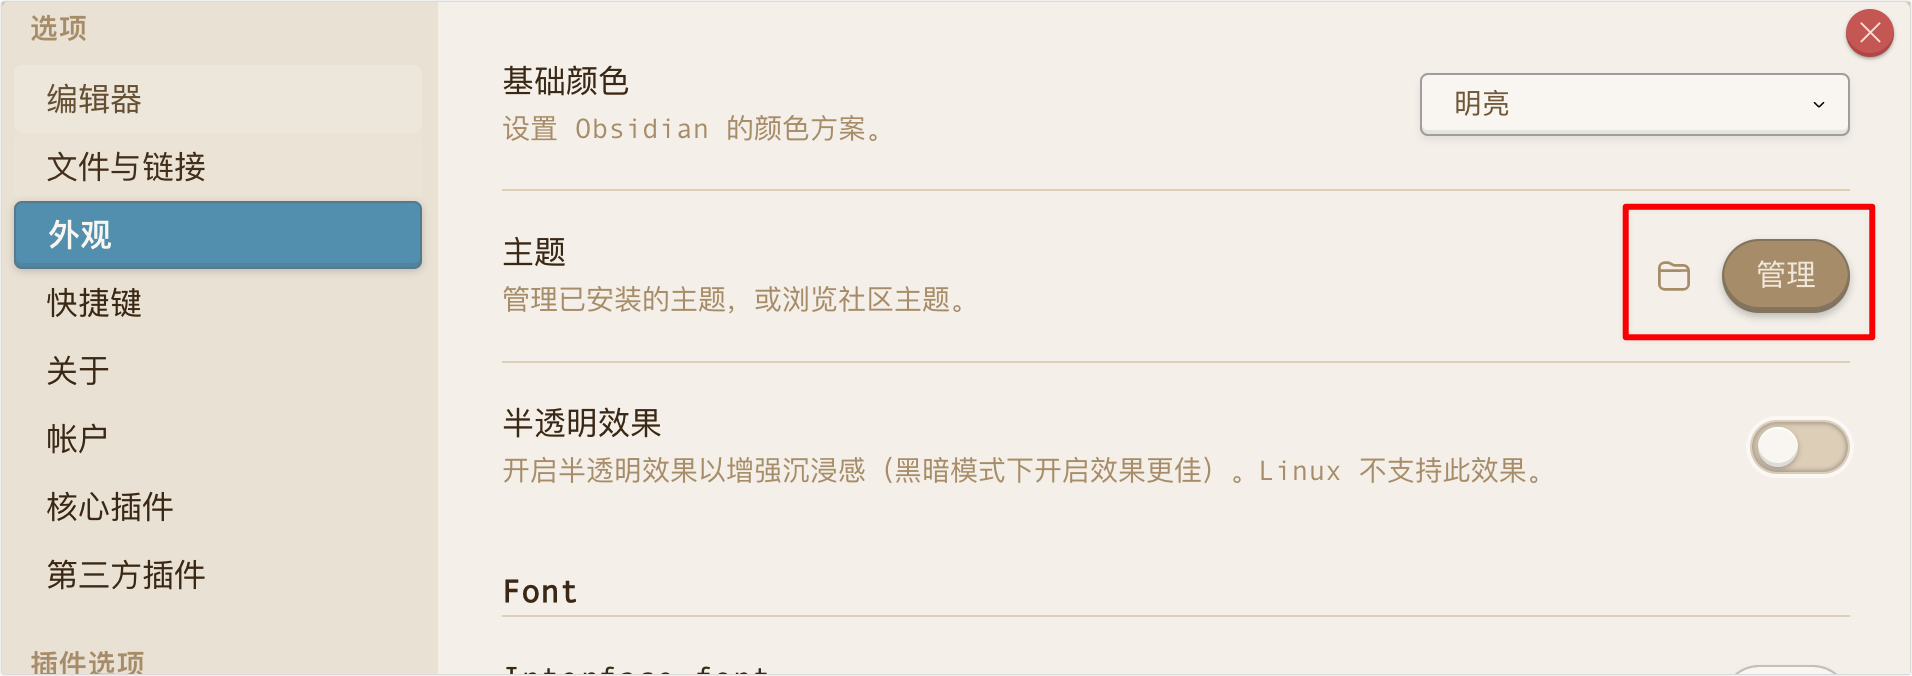 选项
编辑器
文件与链接
外观
快捷键
关于
帐户
核心插件
第三方插件
插件选项
基础颜色
设置 Obsidian 的颜色方案。
明亮
主题
管理已安装的主题，或浏览社区主题。
管理
半透明效果
开启半透明效果以增强沉浸感（黑暗模式下开启效果更佳）。Linux 不支持此效果。
Font
Interface font